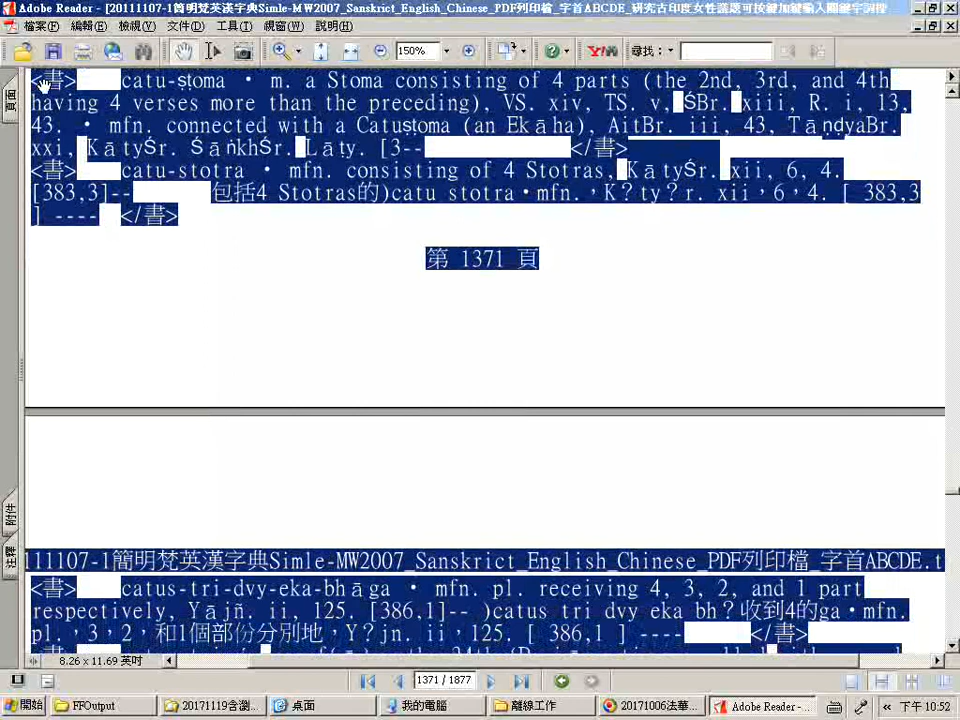 Adobe Reader - [20111107-1簡明梵英漢字典Simle-MW2007_Sanskrict_English_Chinese_PDF列印檔_字首ABCDE_研究古印度女性議題可按鍵加鍵輸入關鍵字詞搜
檔案(F) 編輯(E) 檢視(V) 文件(D) 工具(T) 視窗(W) 說明(H)
150% Y! 尋找：
頁面
<書> catu-ṣṭoma • m. a Stoma consisting of 4 parts (the 2nd, 3rd, and 4th
having 4 verses more than the preceding), VS. xiv, TS. v, ŚBr. xiii, R. i, 13,
43. • mfn. connected with a Catuṣṭoma (an Ekāha), AitBr. iii, 43, TāṇḍyaBr.
xxi, KātyŚr. ŚāṅkhŚr. Lāṭy. [3-- </書>
<書> catu-stotra • mfn. consisting of 4 Stotras, KātyŚr. xii, 6, 4.
[383,3]-- 包括4 Stotras的)catu stotra•mfn.，K？ty？r. xii，6，4. [ 383,3
] ---- </書>
第 1371 頁
附件
注釋
111107-1簡明梵英漢字典Simle-MW2007_Sanskrict_English_Chinese_PDF列印檔_字首ABCDE.t
<書> catus-tri-dvy-eka-bhāga • mfn. pl. receiving 4, 3, 2, and 1 part
respectively, Yājñ. ii, 125. [386,1]-- )catus tri dvy eka bh？收到4的ga•mfn.
pl.，3，2，和1個部份分別地，Y？jn. ii，125. [ 386,1 ] ---- </書>
8.26 x 11.69 英吋
1371 / 1877
開始 FFOutput 20171119含瀏... 桌面 我的電腦 離線工作 20171006法華... Adobe Reader - ... 下午 10:52